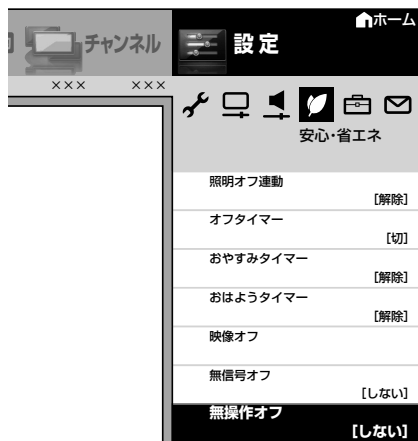 ホーム
チャンネル
設定
××× ×××
安心・省エネ
照明オフ連動
［解除］
オフタイマー
［切］
おやすみタイマー
［解除］
おはようタイマー
［解除］
映像オフ
無信号オフ
［しない］
無操作オフ
［しない］